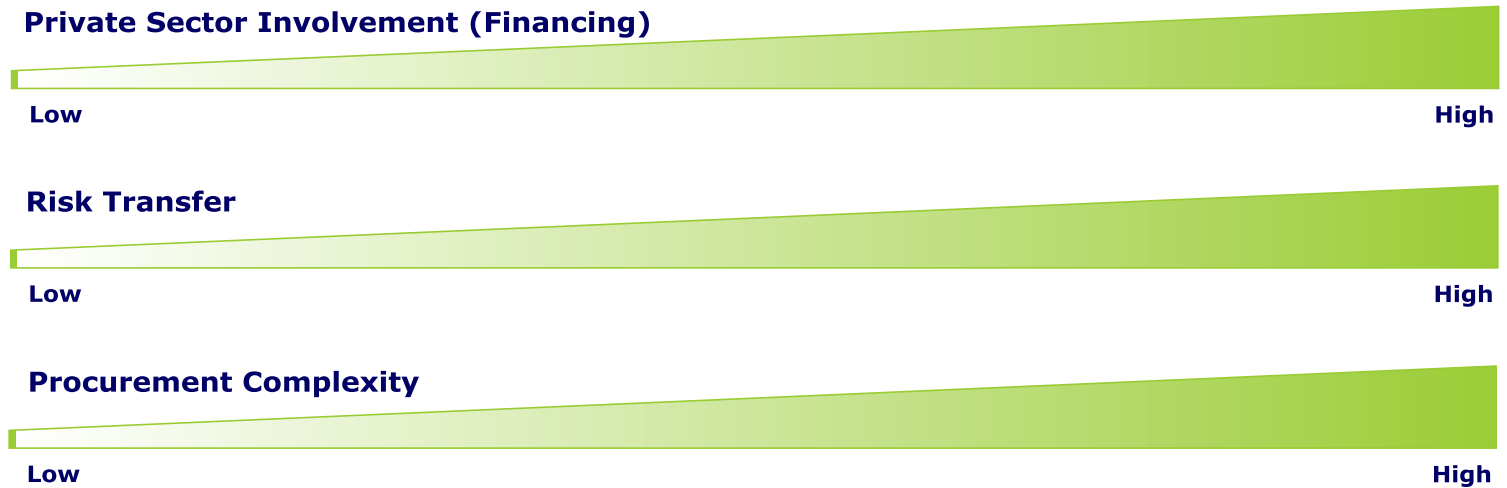 Private Sector Involvement (Financing)
Low High
Risk Transfer
Low High
Procurement Complexity
Low High